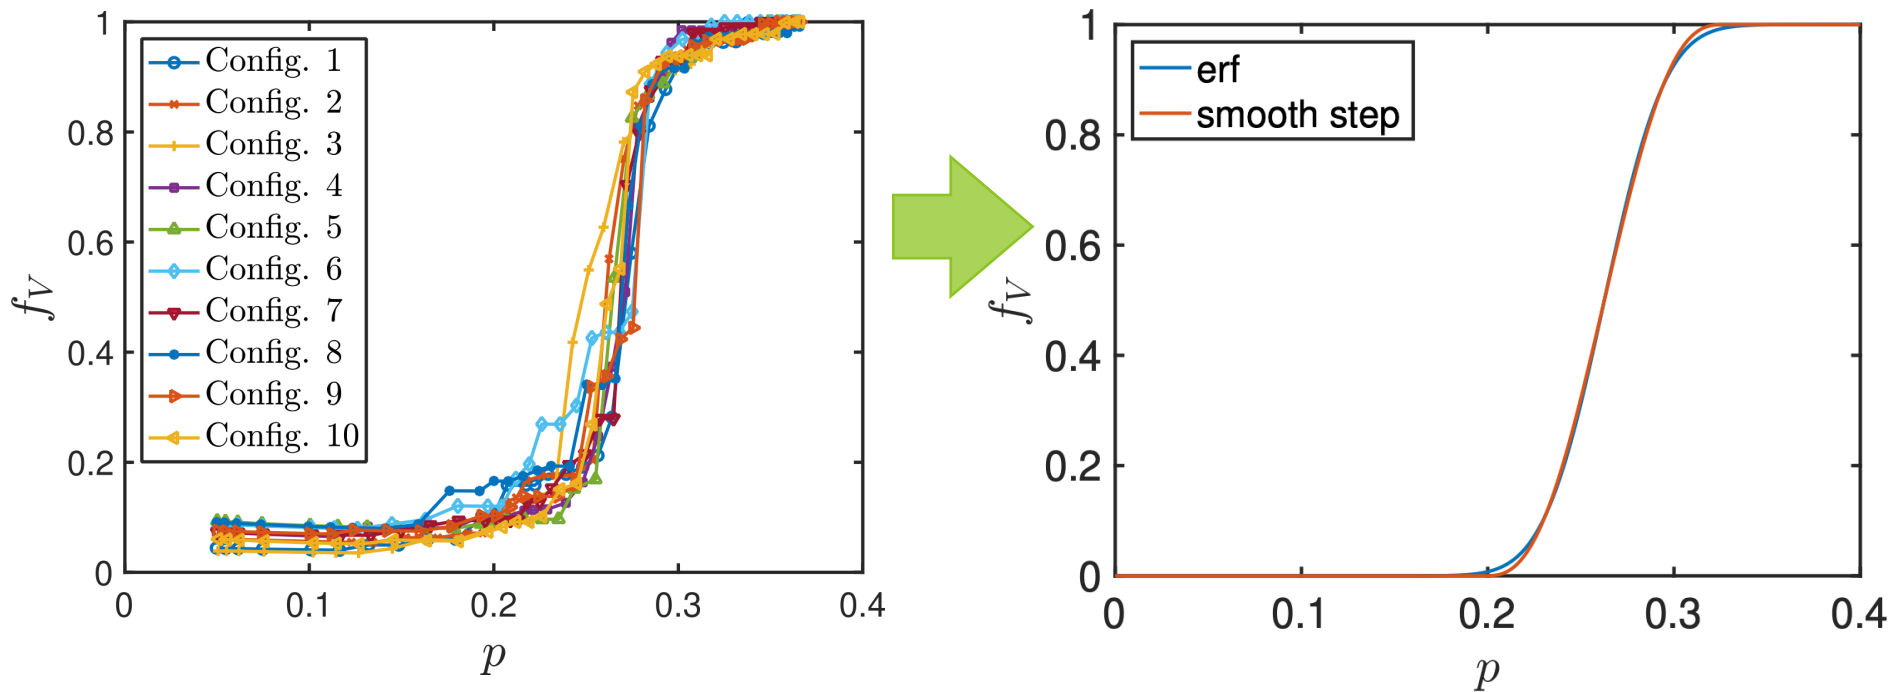 1
0.8
0.6
0.4
0.2
0
f_V
Config. 1
Config. 2
Config. 3
Config. 4
Config. 5
Config. 6
Config. 7
Config. 8
Config. 9
Config. 10
0 0.1 0.2 0.3 0.4
p
1
0.8
0.6
0.4
0.2
0
f_V
erf
smooth step
0 0.1 0.2 0.3 0.4
p